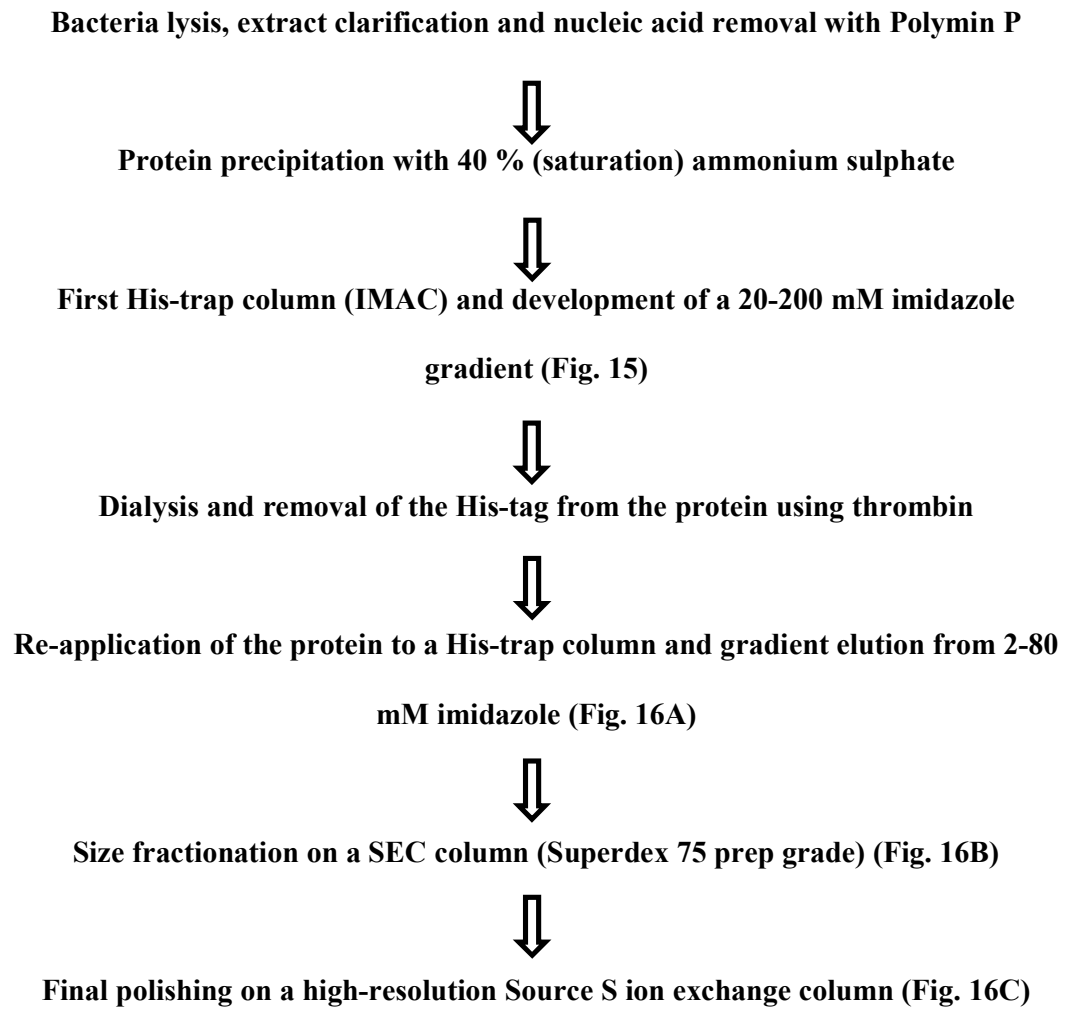 Bacteria lysis, extract clarification and nucleic acid removal with Polymin P
Protein precipitation with 40 % (saturation) ammonium sulphate
First His-trap column (IMAC) and development of a 20-200 mM imidazole
gradient (Fig. 15)
Dialysis and removal of the His-tag from the protein using thrombin
Re-application of the protein to a His-trap column and gradient elution from 2-80
mM imidazole (Fig. 16A)
Size fractionation on a SEC column (Superdex 75 prep grade) (Fig. 16B)
Final polishing on a high-resolution Source S ion exchange column (Fig. 16C)